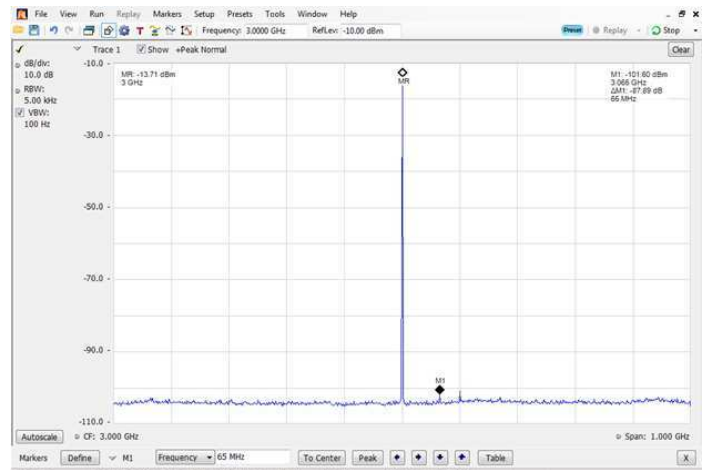 File View Run Replay Markers Setup Presets Tools Window Help
Frequency: 3.0000 GHz RefLev: -10.00 dBm Preset Replay Stop
Trace 1 Show +Peak Normal Clear
dB/div:
10.0 dB
RBW:
5.00 kHz
VBW:
100 Hz
-10.0
MR: -13.71 dBm
3 GHz
MR
M1: -101.60 dBm
3.066 GHz
ΔM1: -87.89 dB
66 MHz
-30.0
-50.0
-70.0
-90.0
M1
-110.0
Autoscale CF: 3.000 GHz Span: 1.000 GHz
Markers Define M1 Frequency 65 MHz To Center Peak Table X